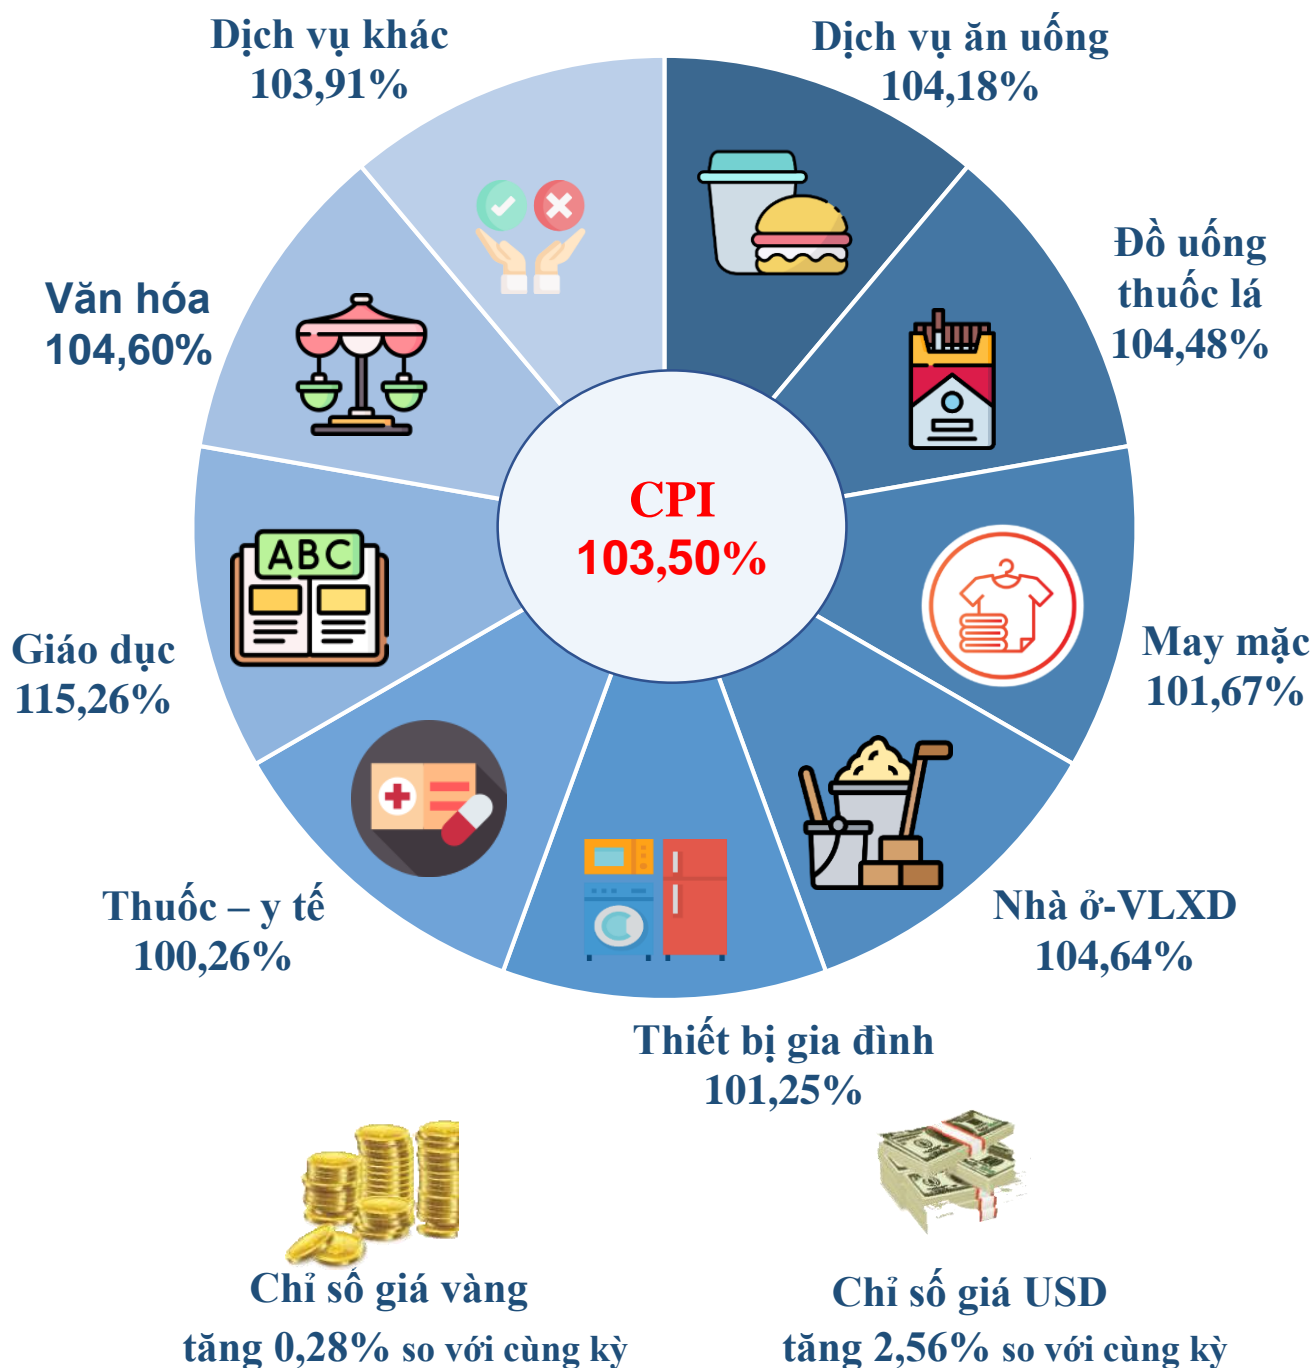 Dịch vụ khác
103,91%
Dịch vụ ăn uống
104,18%
Đồ uống
thuốc lá
104,48%
Văn hóa
104,60%
CPI
103,50%
ABC
Giáo dục
115,26%
May mặc
101,67%
Thuốc – y tế
100,26%
Nhà ở-VLXD
104,64%
Thiết bị gia đình
101,25%
Chỉ số giá vàng
tăng 0,28% so với cùng kỳ
Chỉ số giá USD
tăng 2,56% so với cùng kỳ